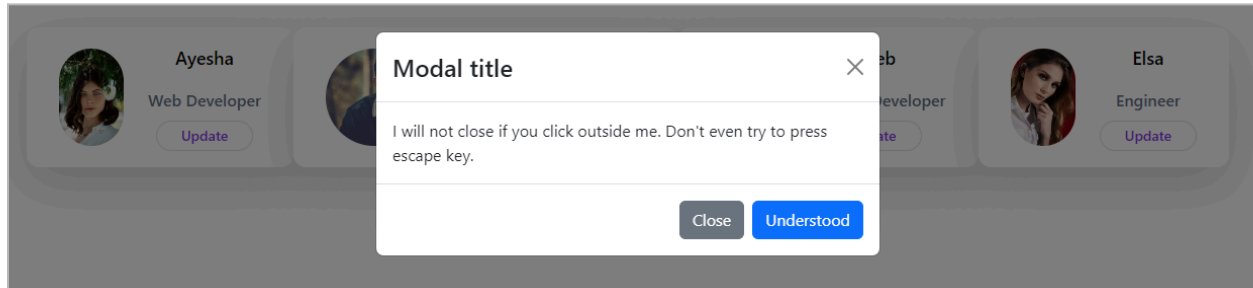 Ayesha
Web Developer
Update
Modal title
I will not close if you click outside me. Don't even try to press
escape key.
Close
Understood
Elsa
Engineer
Update